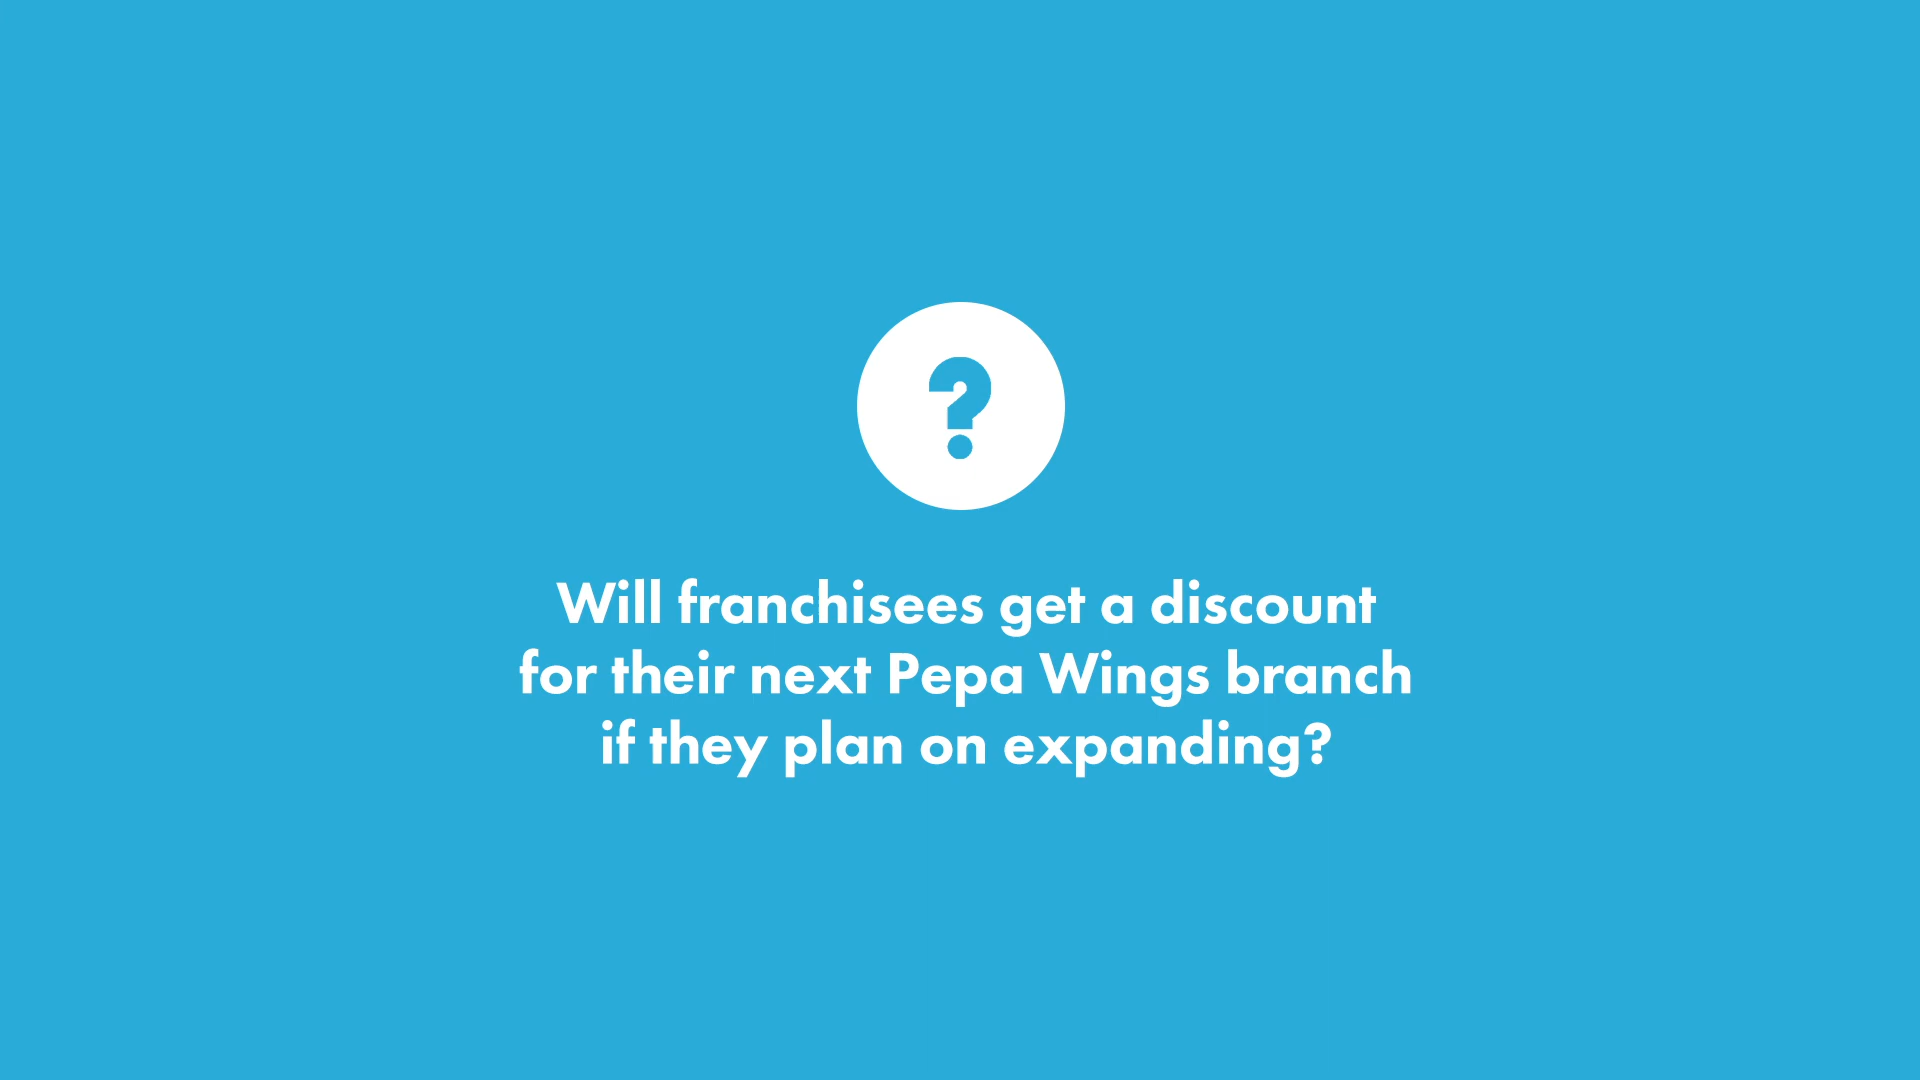 ?
Will franchisees get a discount
for their next Pepa Wings branch
if they plan on expanding?